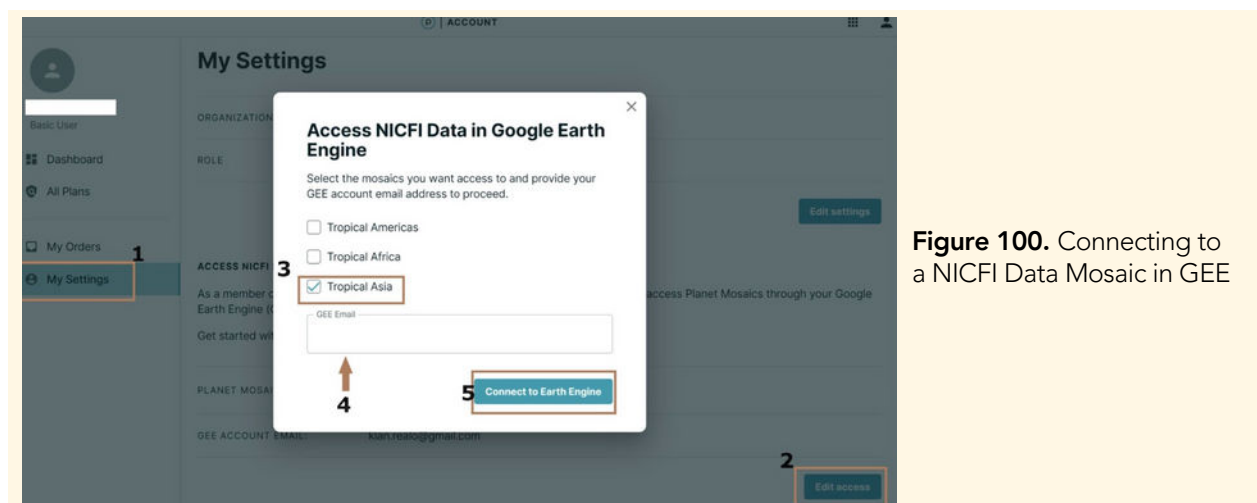 ACCOUNT
My Settings
Basic User
Dashboard
All Plans
My Orders
My Settings
1
ORGANIZATION
ROLE
Edit settings
ACCESS NICFI
As a member
access Planet Mosaics through your Google
Earth Engine
Get started
PLANET
GEE ACCOUNT EMAIL:
2
Edit access
Access NICFI Data in Google Earth
Engine
Select the mosaics you want access to and provide your
GEE account email address to proceed.
Tropical Americas
Tropical Africa
3
Tropical Asia
GEE Email
4
5
Connect to Earth Engine
Figure 100. Connecting to
a NICFI Data Mosaic in GEE